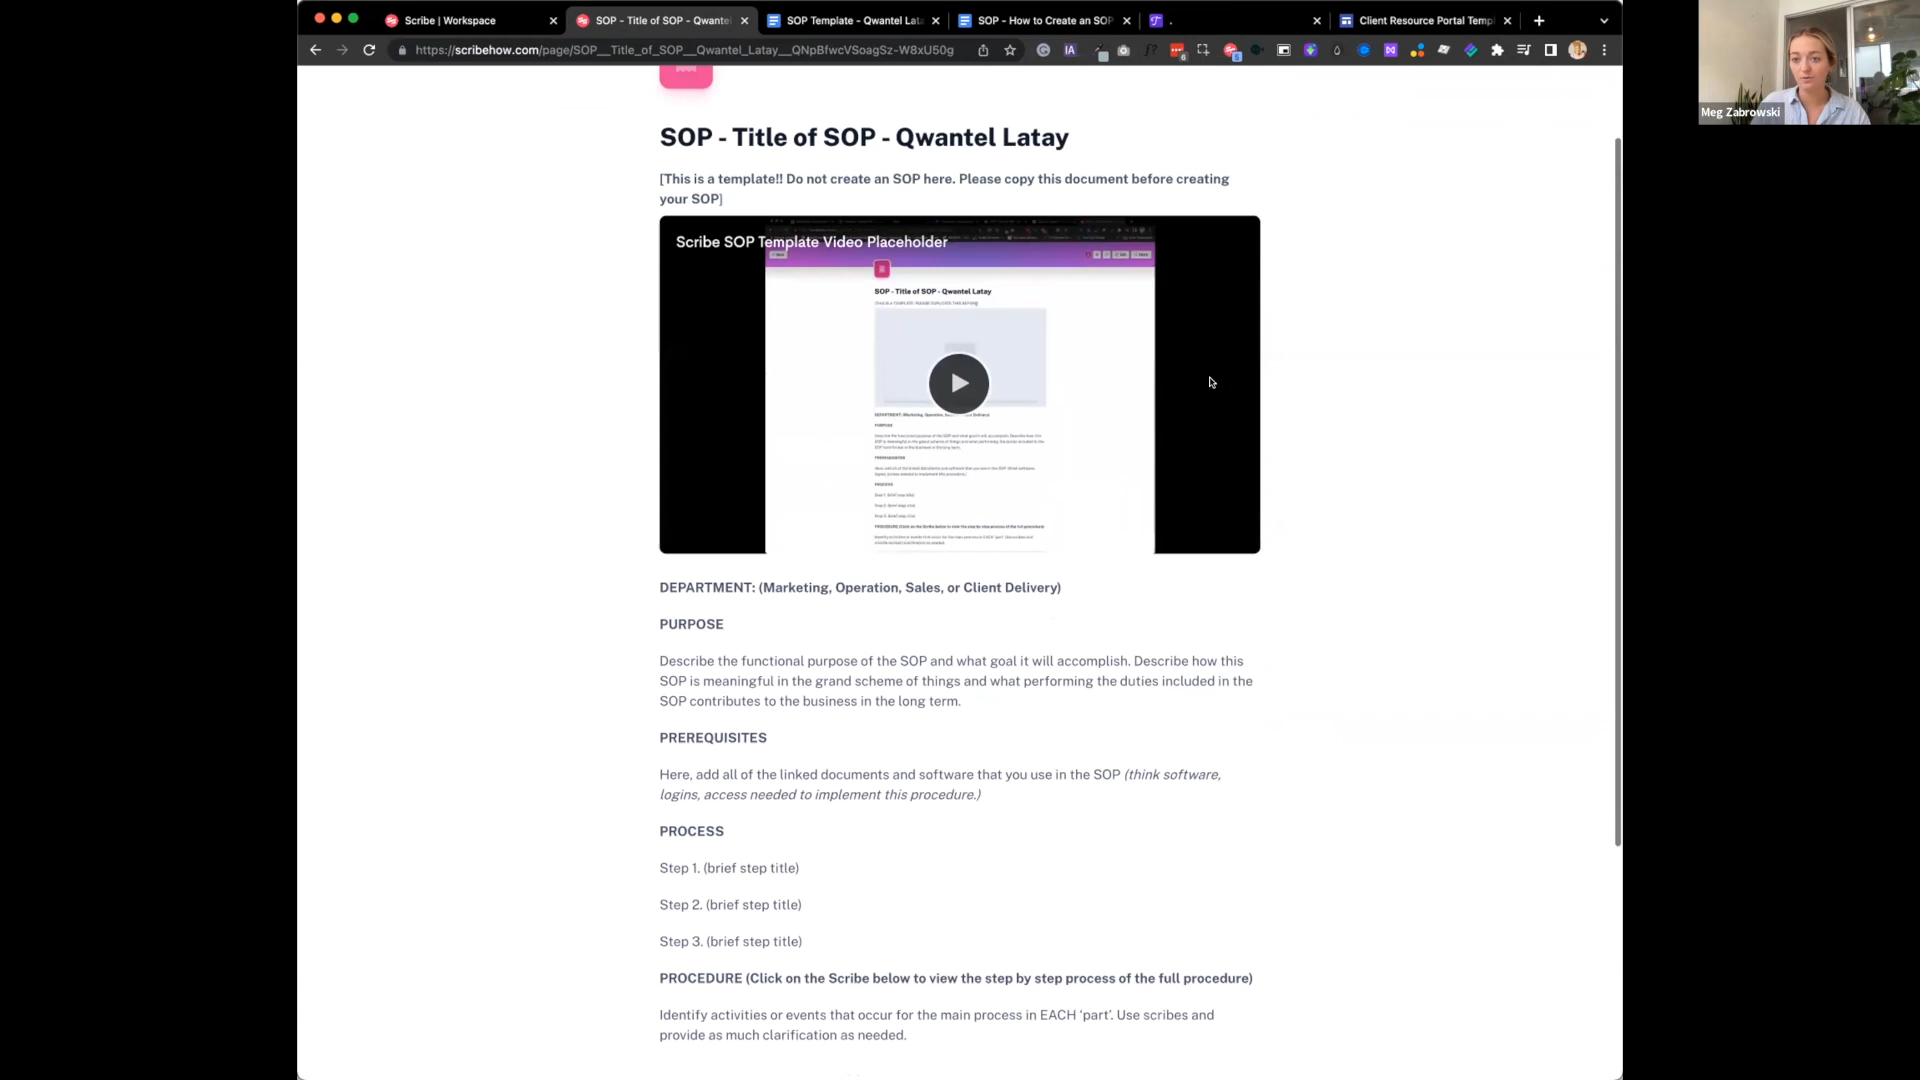 Scribe | Workspace
SOP - Title of SOP - Qwantel
SOP Template - Qwantel Lat
SOP - How to Create an SOP
.
Client Resource Portal Templ
https://scribehow.com/page/SOP__Title_of_SOP__Qwantel_Latay__QNpBfwcVSoagSz-W8xU50g
IA
6
5
Meg Zabrowski
SOP - Title of SOP - Qwantel Latay
[This is a template!! Do not create an SOP here. Please copy this document before creating
your SOP]
Scribe SOP Template Video Placeholder
SOP - Title of SOP - Qwantel Latay
DEPARTMENT: (Marketing, Operation, Sales, or Client Delivery)
PURPOSE
Describe the functional purpose of the SOP and what goal it will accomplish. Describe how this
SOP is meaningful in the grand scheme of things and what performing the duties included in the
SOP contributes to the business in the long term.
PREREQUISITES
Here, add all of the linked documents and software that you use in the SOP (think software,
logins, access needed to implement this procedure.)
PROCESS
Step 1. (brief step title)
Step 2. (brief step title)
Step 3. (brief step title)
PROCEDURE (Click on the Scribe below to view the step by step process of the full procedure)
Identify activities or events that occur for the main process in EACH ‘part’. Use scribes and
provide as much clarification as needed.